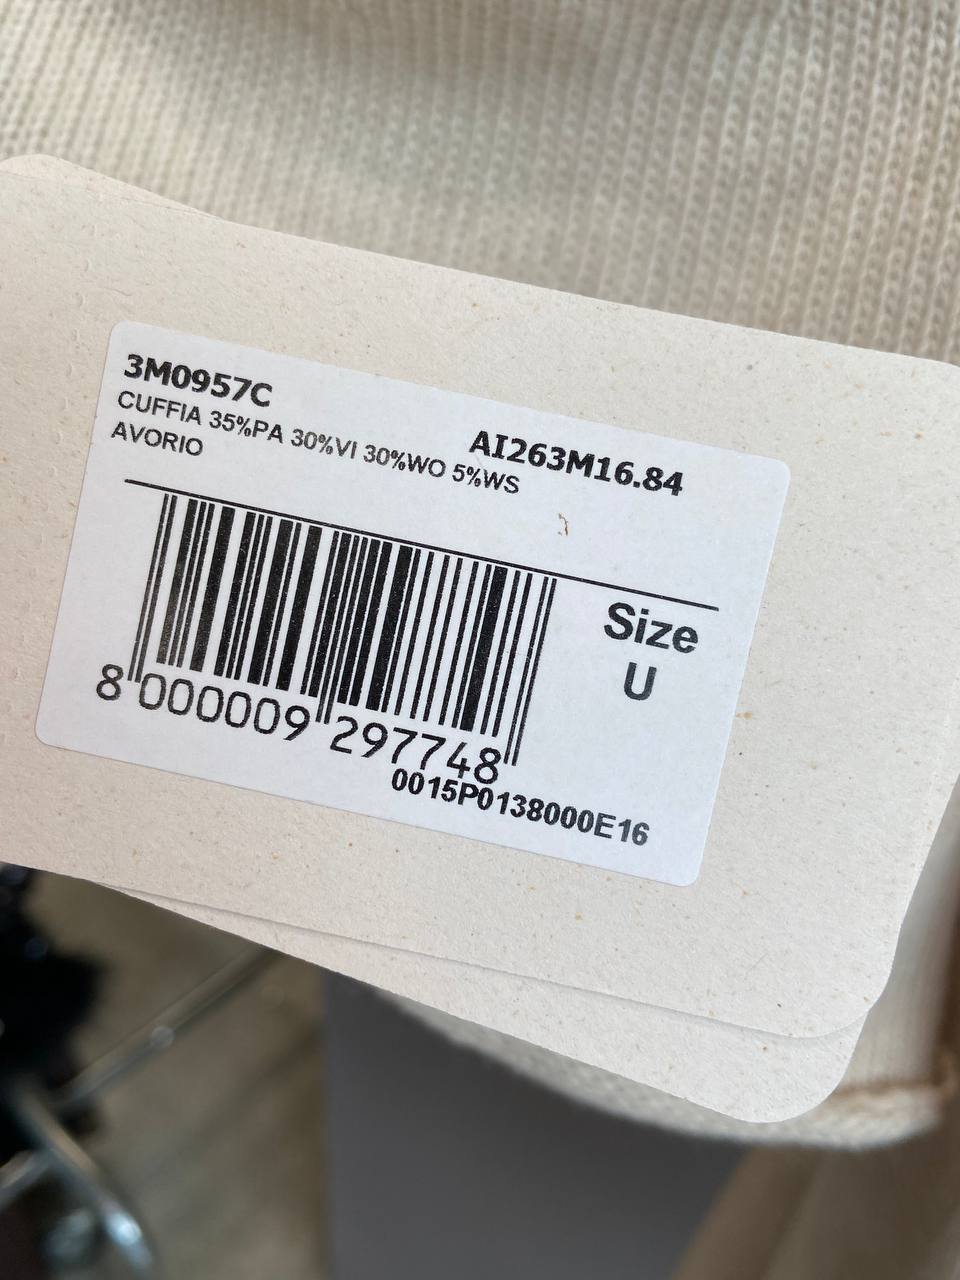 3M0957C
AI263M16.84
CUFFIA 35%PA 30%VI 30%WO 5%WS
AVORIO
Size
U
8 000009 297748
0015P0138000E16